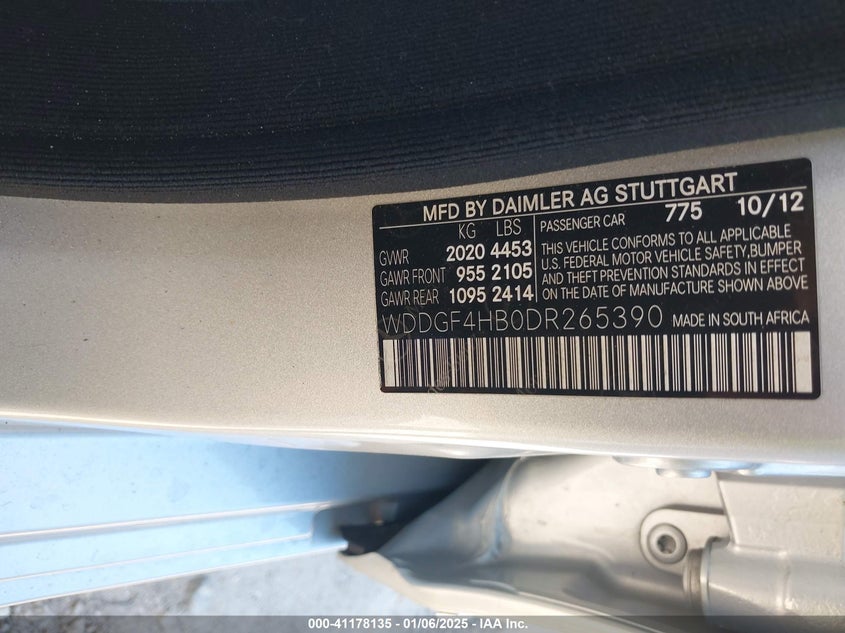 MFD BY DAIMLER AG STUTTGART
KG LBS
GVWR 2020 4453
GAWR FRONT 955 2105
GAWR REAR 1095 2414
PASSENGER CAR 775 10/12
THIS VEHICLE CONFORMS TO ALL APPLICABLE
U.S. FEDERAL MOTOR VEHICLE SAFETY, BUMPER
AND THEFT PREVENTION STANDARDS IN EFFECT
ON THE DATE OF MANUFACTURE SHOWN ABOVE
WDDGF4HB0DR265390 MADE IN SOUTH AFRICA
000-41178135 - 01/06/2025 - IAA Inc.